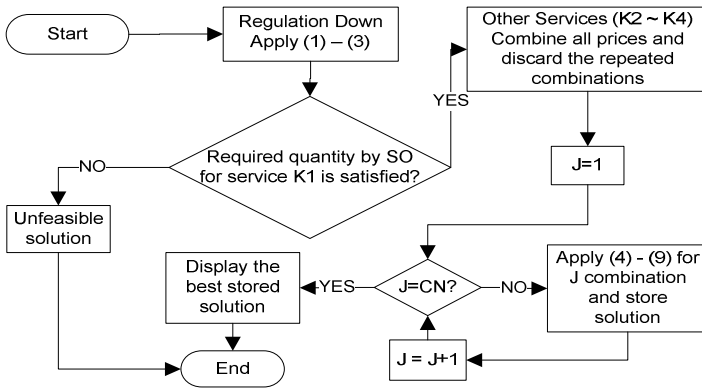 Start
Regulation Down
Apply (1) – (3)
Other Services (K2 ~ K4)
Combine all prices and
discard the repeated
combinations
YES
Required quantity by SO
for service K1 is satisfied?
NO
J=1
Unfeasible
solution
Display the
best stored
solution
YES
J=CN?
NO
Apply (4) - (9) for
J combination
and store
solution
J = J+1
End